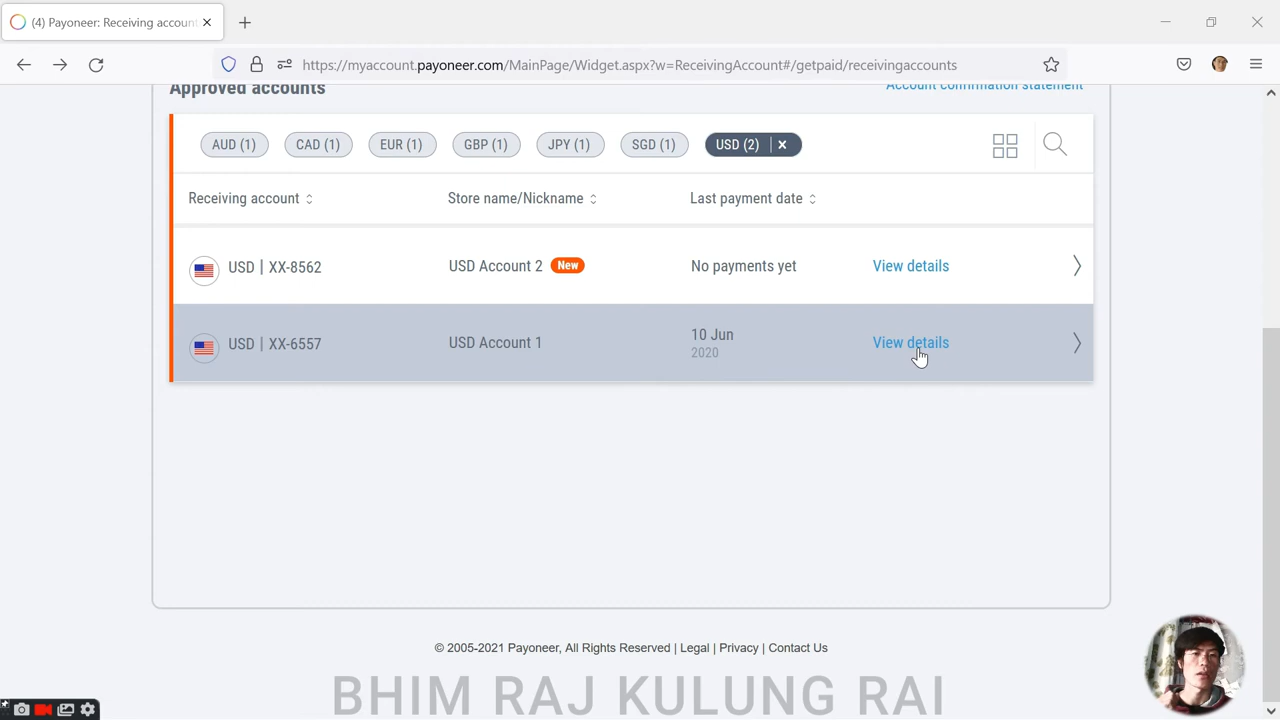 (4) Payoneer: Receiving account
https://myaccount.payoneer.com/MainPage/Widget.aspx?w=ReceivingAccount#/getpaid/receivingaccounts
Approved accounts
Account confirmation statement
AUD (1) CAD (1) EUR (1) GBP (1) JPY (1) SGD (1) USD (2)
Receiving account Store name/Nickname Last payment date
USD | XX-8562 USD Account 2 New No payments yet View details
USD | XX-6557 USD Account 1 10 Jun View details
2020
© 2005-2021 Payoneer, All Rights Reserved | Legal | Privacy | Contact Us
BHIM RAJ KULUNG RAI